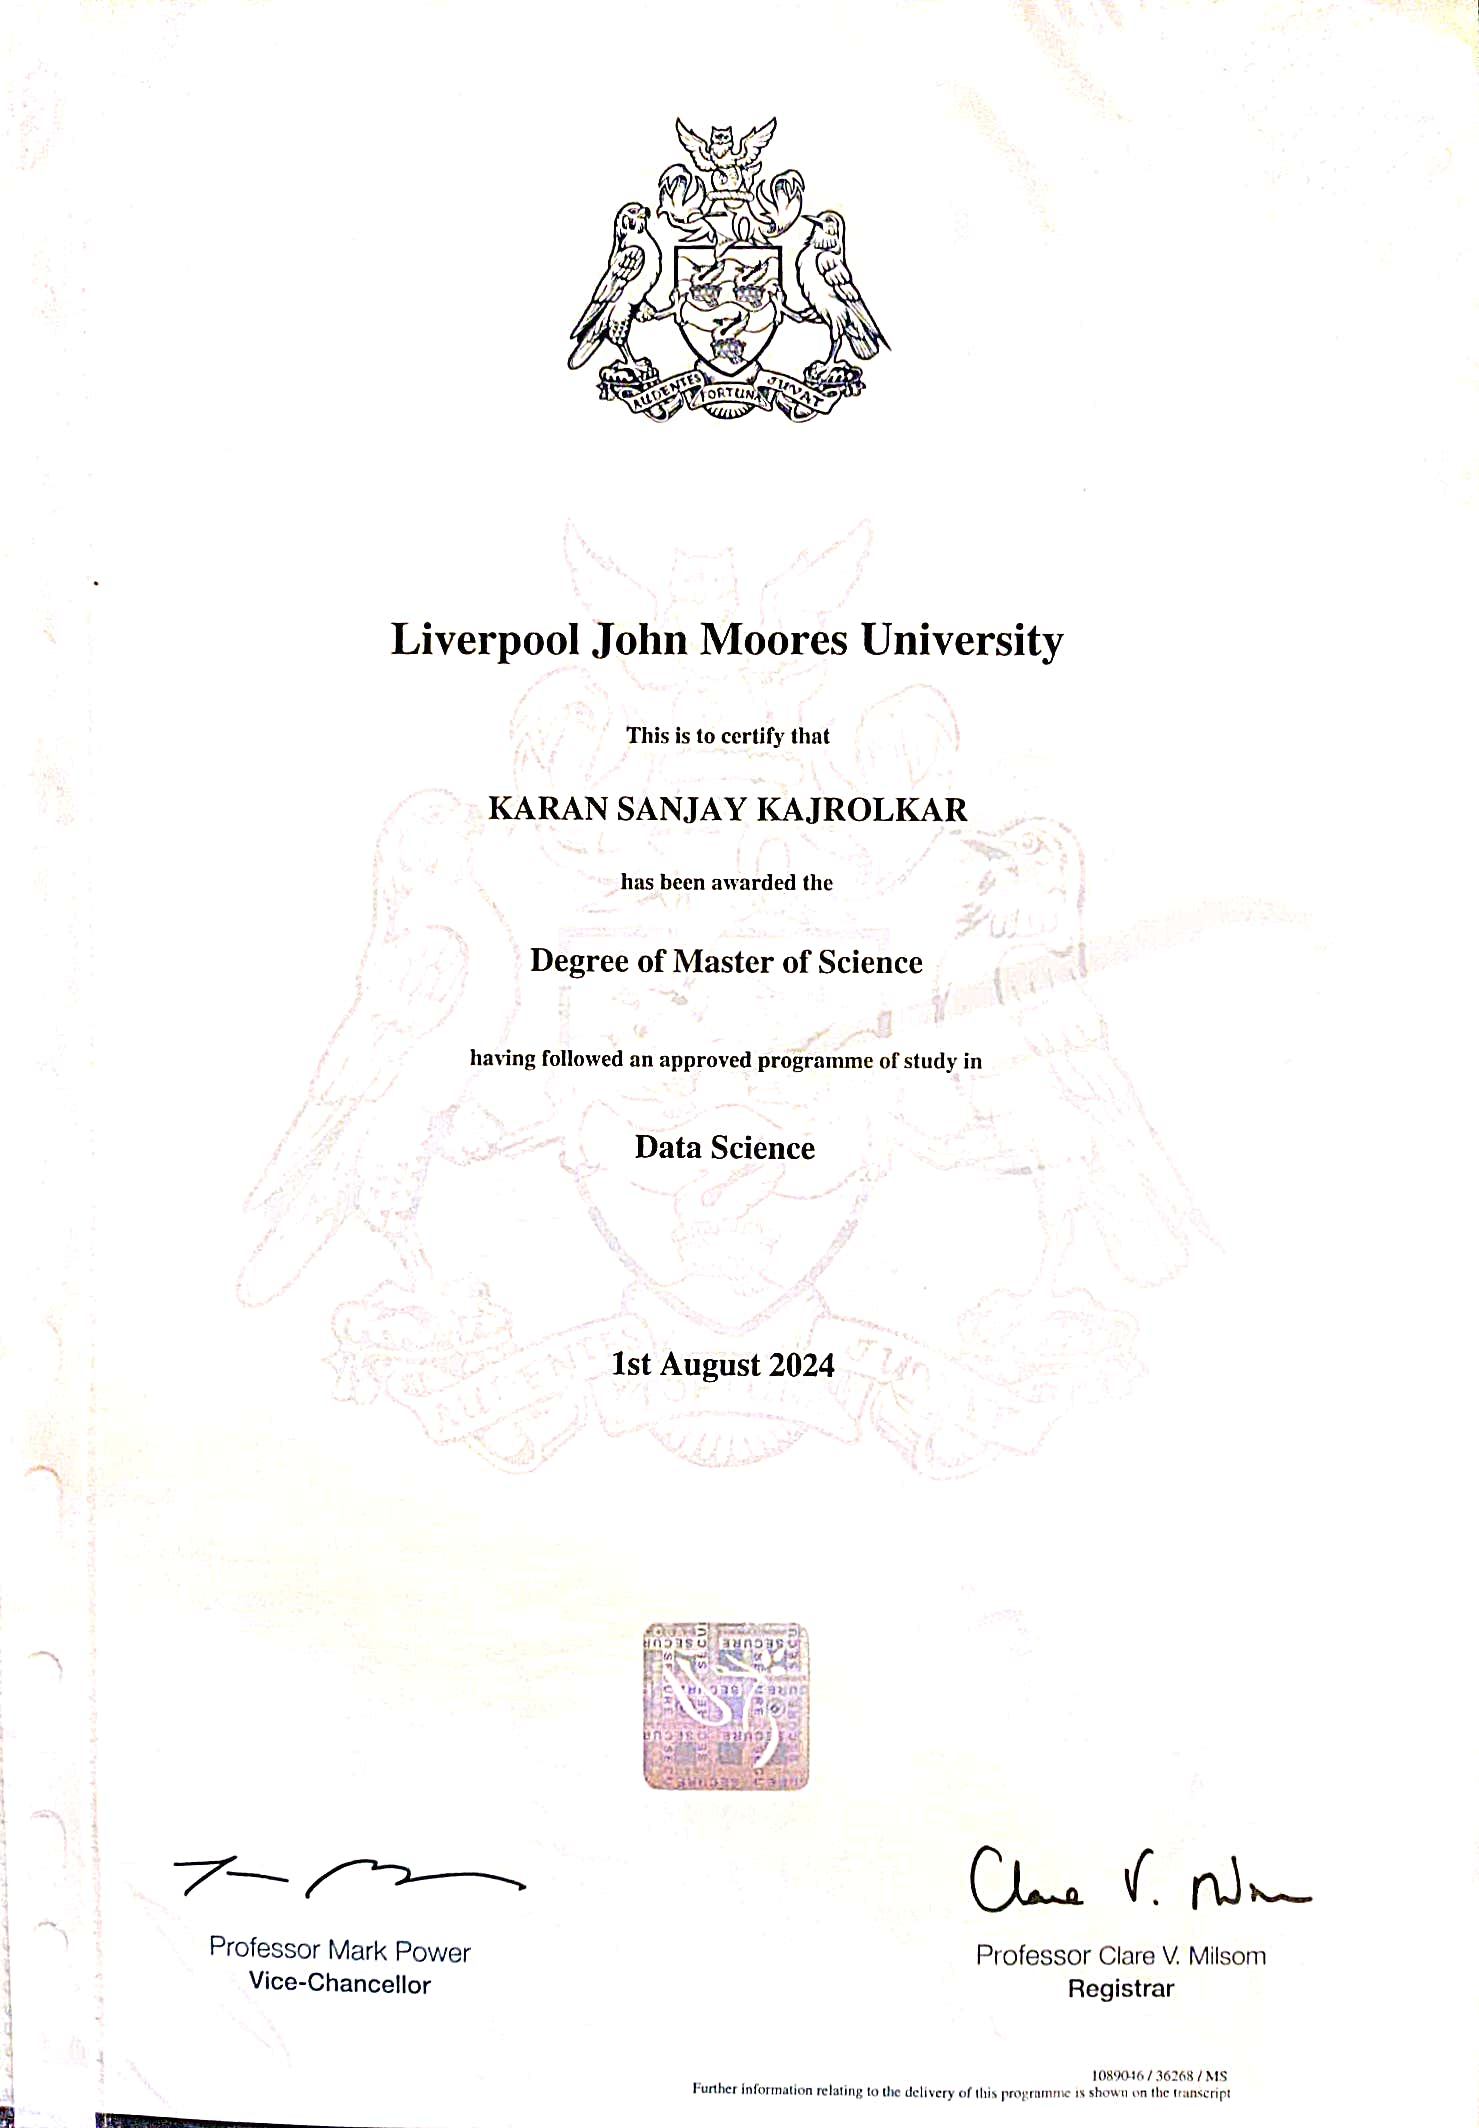 AUDENTES FORTUNA JUVAT
Liverpool John Moores University
This is to certify that
KARAN SANJAY KAJROLKAR
has been awarded the
Degree of Master of Science
having followed an approved programme of study in
Data Science
1st August 2024
SECURE
Clare V. Milsom
Professor Mark Power
Vice-Chancellor
Professor Clare V. Milsom
Registrar
1089046 / 36268 / MS
Further information relating to the delivery of this programme is shown on the transcript